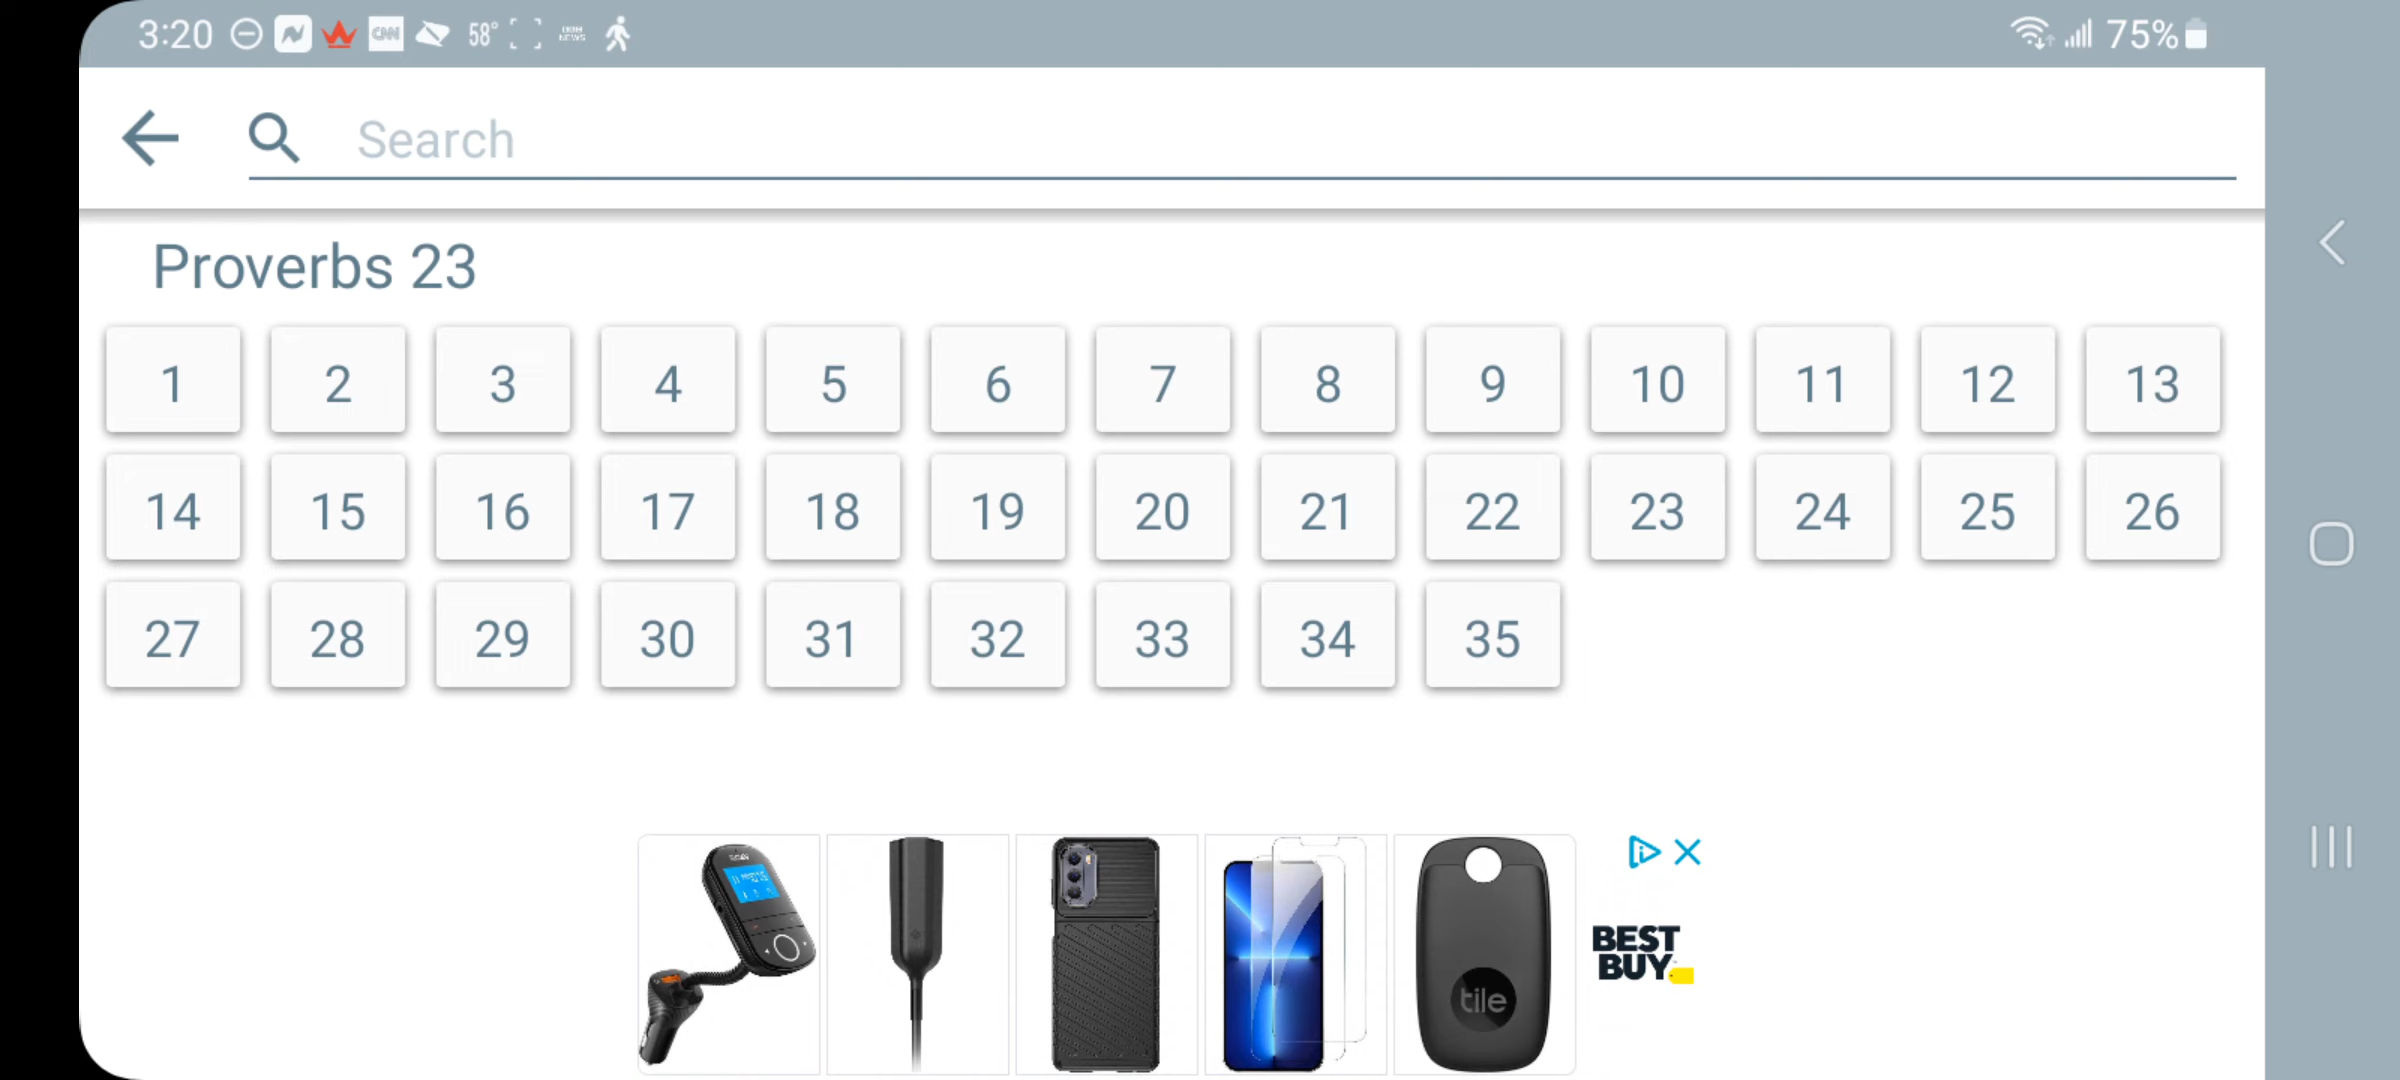 3:20 CNN 58° NEWS 75%
Search
Proverbs 23
1 2 3 4 5 6 7 8 9 10 11 12 13
14 15 16 17 18 19 20 21 22 23 24 25 26
27 28 29 30 31 32 33 34 35
tile
BEST
BUY